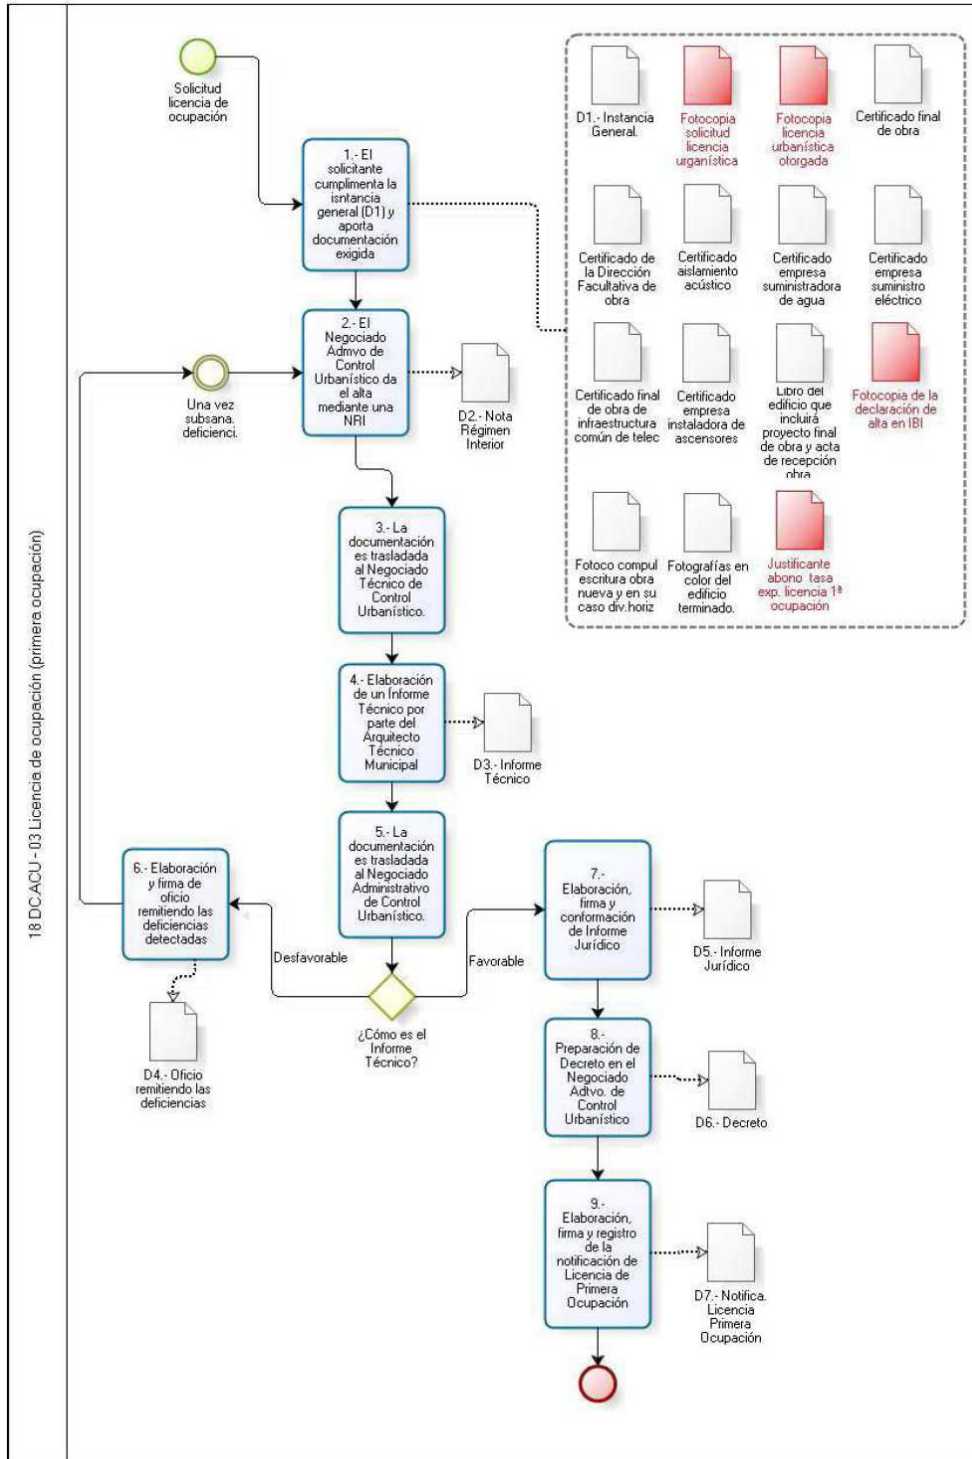 18 DC.ACU - 03 Licencia de ocupación (primera ocupación)
Solicitud
licencia de
ocupación
1.- El
solicitante
cumplimenta la
isntancia
general (D1) y
aporta
documentación
exigida
D1.- Instancia
General.
Fotocopia
solicitud
licencia
urganística
Fotocopia
licencia
urbanística
otorgada
Certificado final
de obra
Certificado de
la Dirección
Facultativa de
obra
Certificado
aislamiento
acústico
Certificado
empresa
suministradora
de agua
Certificado
empresa
suministro
eléctrico
Certificado final
de obra de
infraestructura
común de telec
Certificado
empresa
instaladora de
ascensores
Libro del
edificio que
incluirá
proyecto final
de obra y acta
de recepción
obra
Fotocopia de la
declaración de
alta en IBI
Fotoco compul
escritura obra
nueva y en su
caso div.horiz
Fotografías en
color del
edificio
terminado.
Justificante
abono tasa
exp. licencia 1ª
ocupación
2.- El
Negociado
Admvo de
Control
Urbanístico da
el alta
mediante una
NRI
D2.- Nota
Régimen
Interior
Una vez
subsana.
deficienci.
3.- La
documentación
es trasladada
al Negociado
Técnico de
Control
Urbanístico.
4.- Elaboración
de un Informe
Técnico por
parte del
Arquitecto
Técnico
Municipal
D3.- Informe
Técnico
5.- La
documentación
es trasladada
al Negociado
Administrativo
de Control
Urbanístico.
¿Cómo es el
Informe
Técnico?
Desfavorable
Favorable
6.- Elaboración
y firma de
oficio
remitiendo las
deficiencias
detectadas
D4.- Oficio
remitiendo las
deficiencias
7.-
Elaboración,
firma y
conformación
de Informe
Jurídico
D5.- Informe
Jurídico
8.-
Preparación de
Decreto en el
Negociado
Adtvo. de
Control
Urbanístico
D6.- Decreto
9.-
Elaboración,
firma y registro
de la
notificación de
Licencia de
Primera
Ocupación
D7.- Notifica.
Licencia
Primera
Ocupación